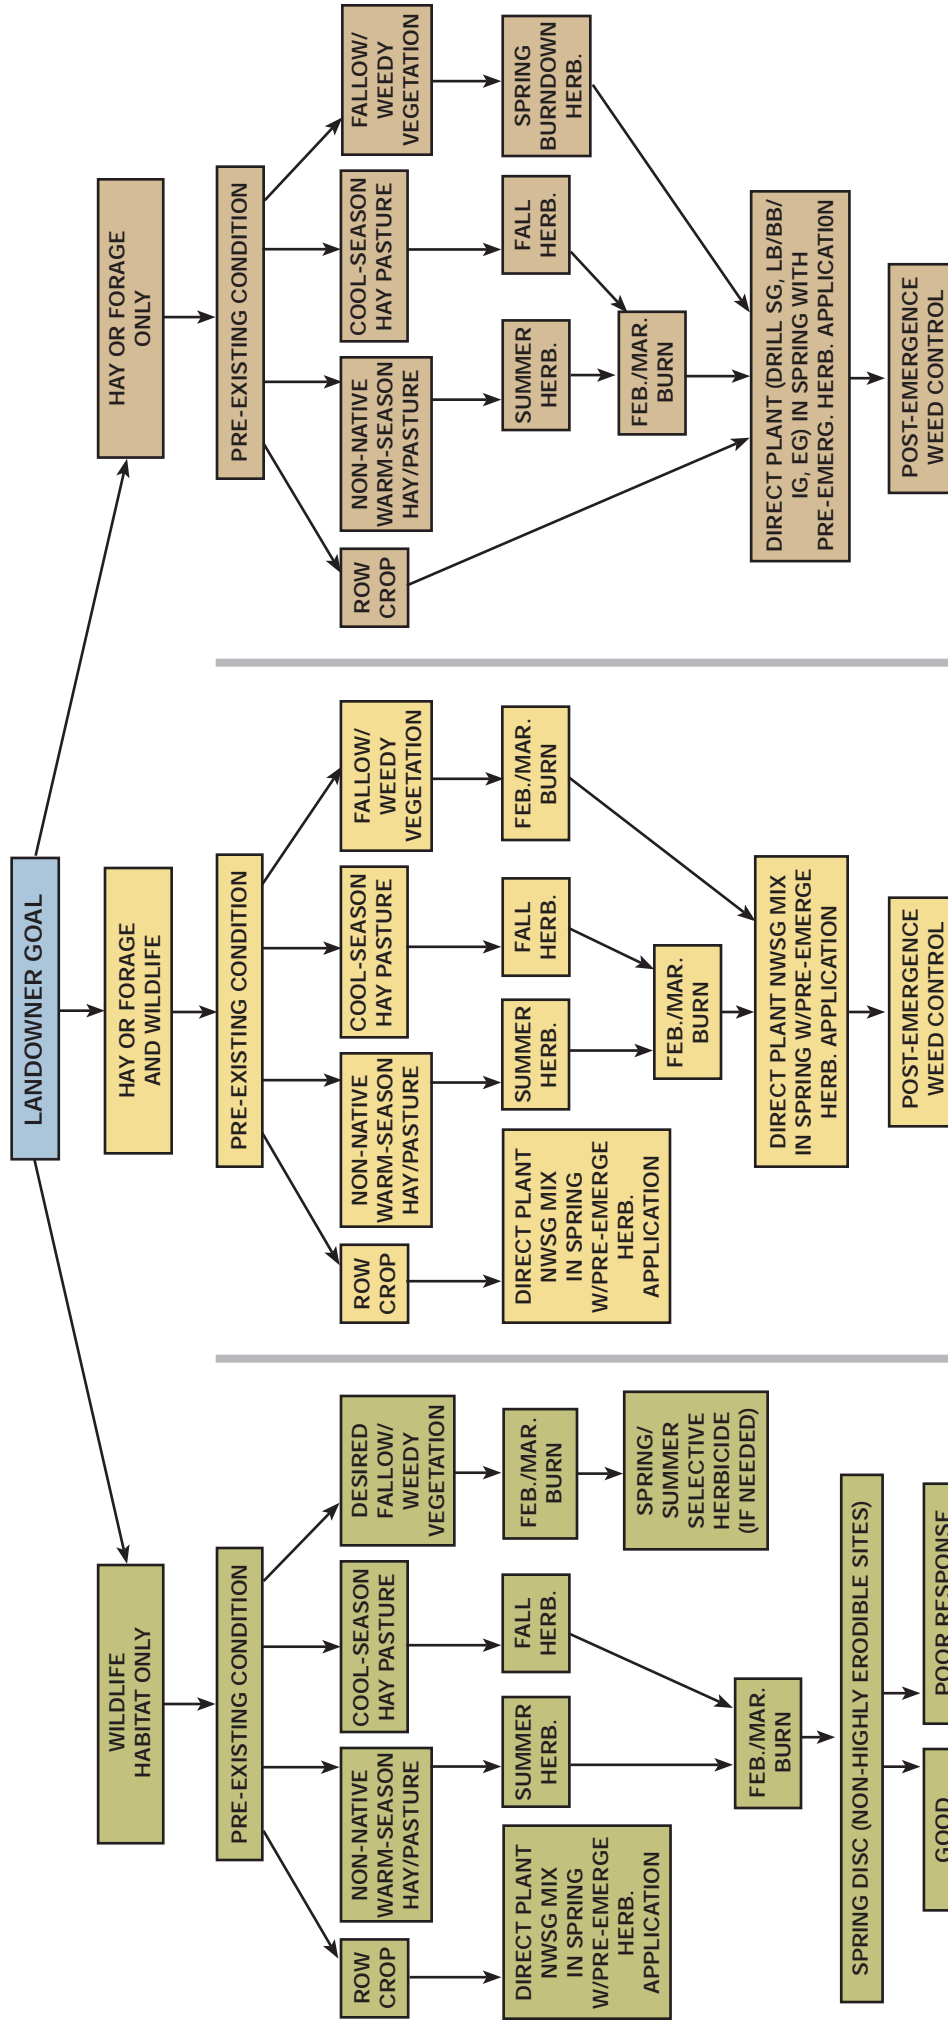 LANDOWNER GOAL
WILDLIFE
HABITAT ONLY
PRE-EXISTING CONDITION
ROW
CROP
NON-NATIVE
WARM-SEASON
HAY/PASTURE
COOL-SEASON
HAY PASTURE
DESIRED
FALLOW/
WEEDY
VEGETATION
DIRECT PLANT
NWSG MIX
IN SPRING
W/PRE-EMERGE
HERB.
APPLICATION
SUMMER
HERB.
FALL
HERB.
FEB./MAR.
BURN
SPRING/
SUMMER
SELECTIVE
HERBICIDE
(IF NEEDED)
FEB./MAR.
BURN
SPRING DISC (NON-HIGHLY ERODIBLE SITES)
GOOD
POOR RESPONSE
HAY OR FORAGE
AND WILDLIFE
PRE-EXISTING CONDITION
ROW
CROP
NON-NATIVE
WARM-SEASON
HAY/PASTURE
COOL-SEASON
HAY PASTURE
FALLOW/
WEEDY
VEGETATION
DIRECT PLANT
NWSG MIX
IN SPRING
W/PRE-EMERGE
HERB.
APPLICATION
SUMMER
HERB.
FALL
HERB.
FEB./MAR.
BURN
FEB./MAR.
BURN
DIRECT PLANT NWSG MIX
IN SPRING W/PRE-EMERGE
HERB. APPLICATION
POST-EMERGENCE
WEED CONTROL
HAY OR FORAGE
ONLY
PRE-EXISTING CONDITION
ROW
CROP
NON-NATIVE
WARM-SEASON
HAY/PASTURE
COOL-SEASON
HAY PASTURE
FALLOW/
WEEDY
VEGETATION
SUMMER
HERB.
FALL
HERB.
SPRING
BURNDOWN
HERB.
FEB./MAR.
BURN
DIRECT PLANT (DRILL SG, LB/BB/
IG, EG) IN SPRING WITH
PRE-EMERG. HERB. APPLICATION
POST-EMERGENCE
WEED CONTROL